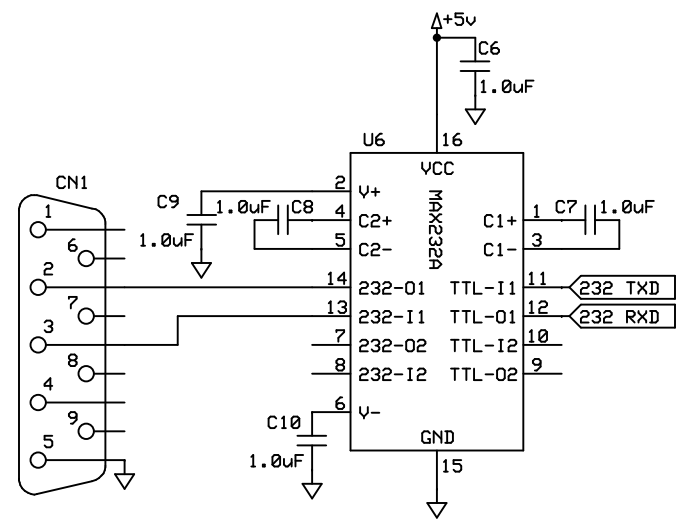 +5v
C6
1.0uF
U6
16
VCC
MAX232A
CN1
C9
1.0uF
2
V+
1.0uF
C8
4
C2+
5
C2-
1
C1+
3
C1-
C7
1.0uF
14
232-O1
13
232-I1
7
232-O2
8
232-I2
11
TTL-I1
232 TXD
12
TTL-O1
232 RXD
10
TTL-I2
9
TTL-O2
6
V-
C10
1.0uF
GND
15
1
6
2
7
3
8
4
9
5